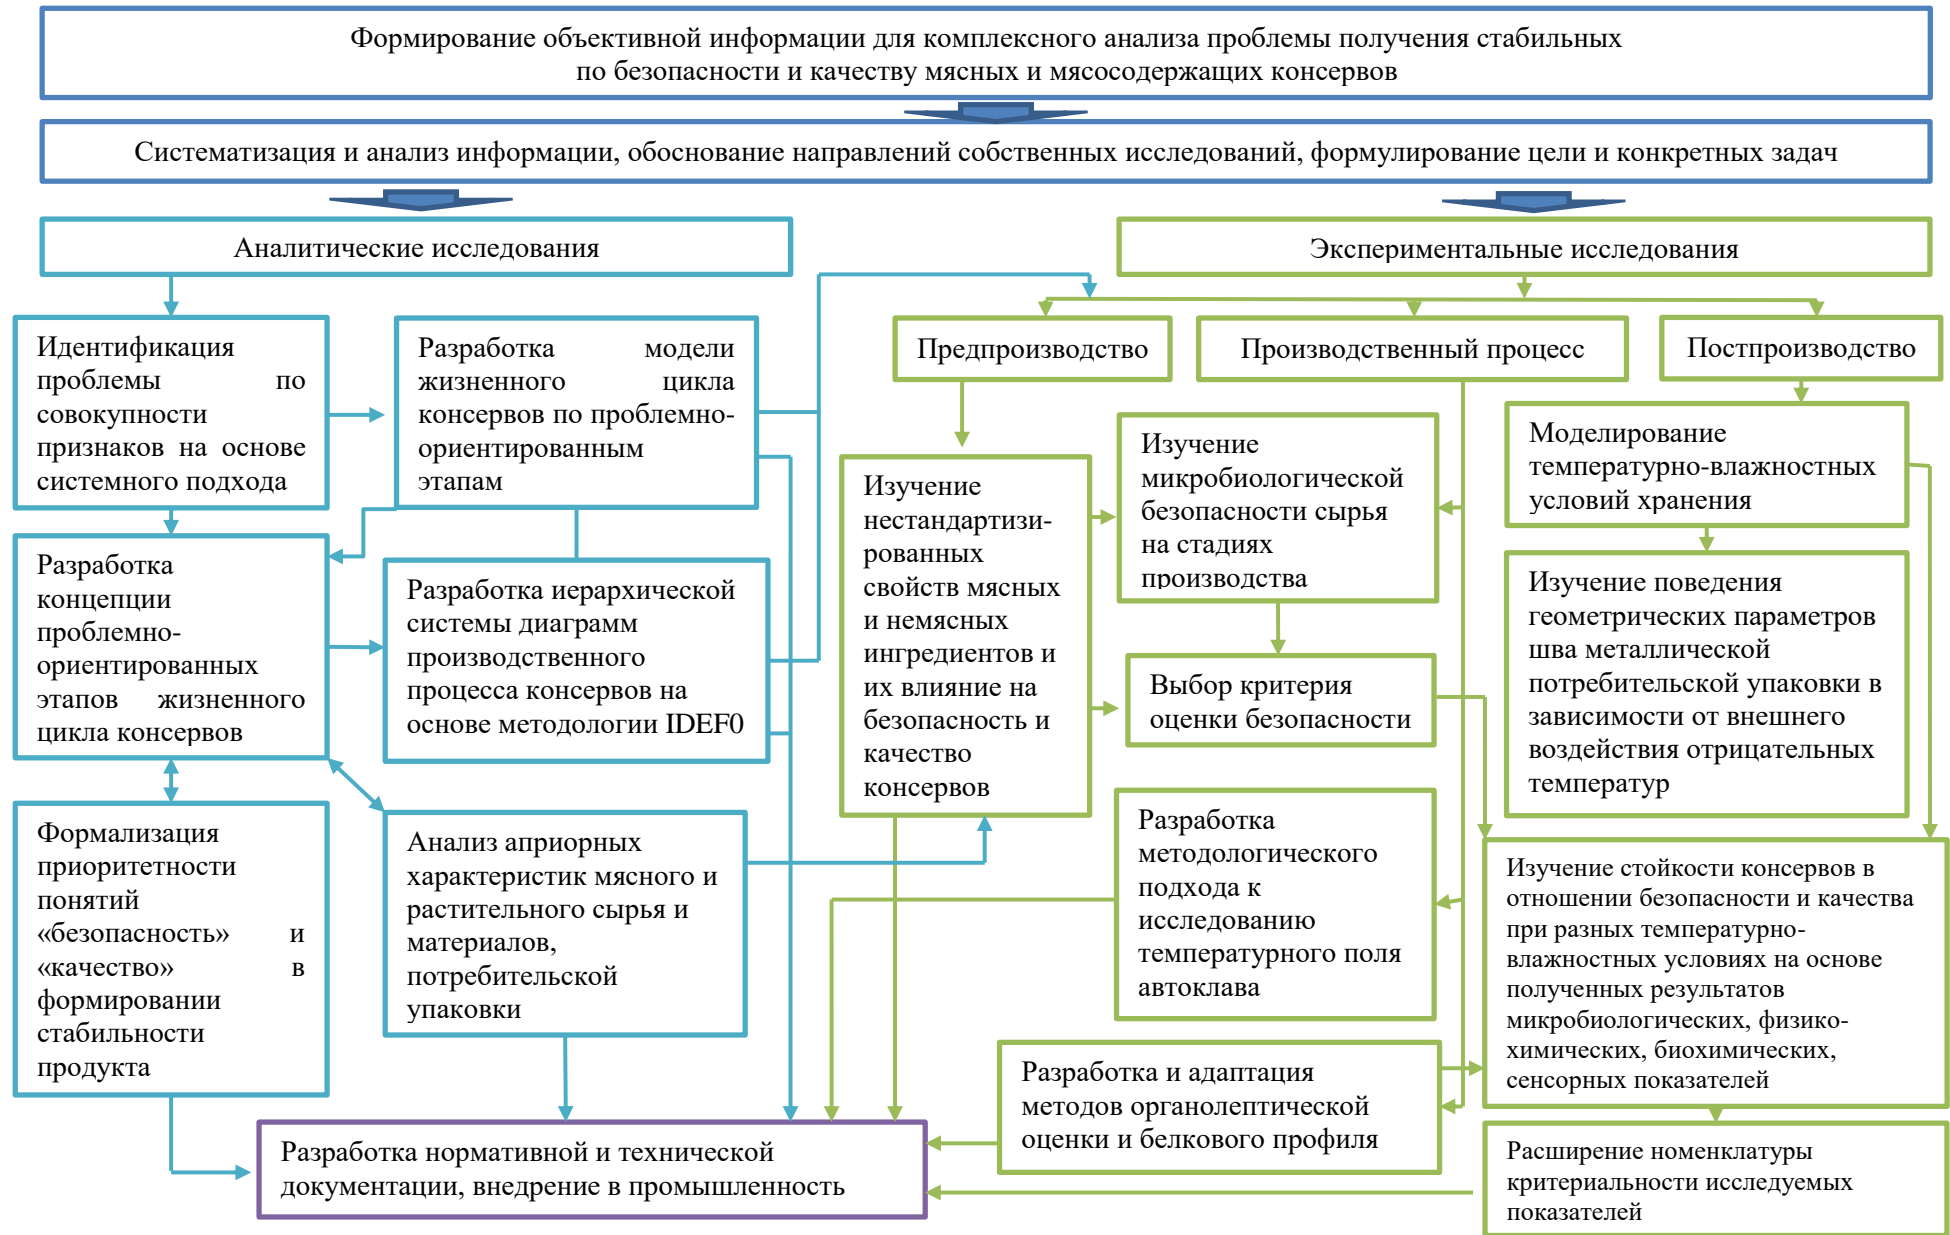 Формирование объективной информации для комплексного анализа проблемы получения стабильных
по безопасности и качеству мясных и мясосодержащих консервов
Систематизация и анализ информации, обоснование направлений собственных исследований, формулирование цели и конкретных задач
Аналитические исследования
Экспериментальные исследования
Идентификация
проблемы по
совокупности
признаков на основе
системного подхода
Разработка модели
жизненного цикла
консервов по проблемно-
ориентированным
этапам
Предпроизводство
Производственный процесс
Постпроизводство
Изучение
нестандартизи-
рованных
свойств мясных
и немясных
ингредиентов и
их влияние на
безопасность и
качество
консервов
Изучение
микробиологической
безопасности сырья
на стадиях
производства
Моделирование
температурно-влажностных
условий хранения
Разработка
концепции
проблемно-
ориентированных
этапов жизненного
цикла консервов
Разработка иерархической
системы диаграмм
производственного
процесса консервов на
основе методологии IDEF0
Выбор критерия
оценки безопасности
Изучение поведения
геометрических параметров
шва металлической
потребительской упаковки в
зависимости от внешнего
воздействия отрицательных
температур
Формализация
приоритетности
понятий
«безопасность» и
«качество» в
формировании
стабильности
продукта
Анализ априорных
характеристик мясного и
растительного сырья и
материалов,
потребительской
упаковки
Разработка
методологического
подхода к
исследованию
температурного поля
автоклава
Изучение стойкости консервов в
отношении безопасности и качества
при разных температурно-
влажностных условиях на основе
полученных результатов
микробиологических, физико-
химических, биохимических,
сенсорных показателей
Разработка и адаптация
методов органолептической
оценки и белкового профиля
Разработка нормативной и технической
документации, внедрение в промышленность
Расширение номенклатуры
критериальности исследуемых
показателей